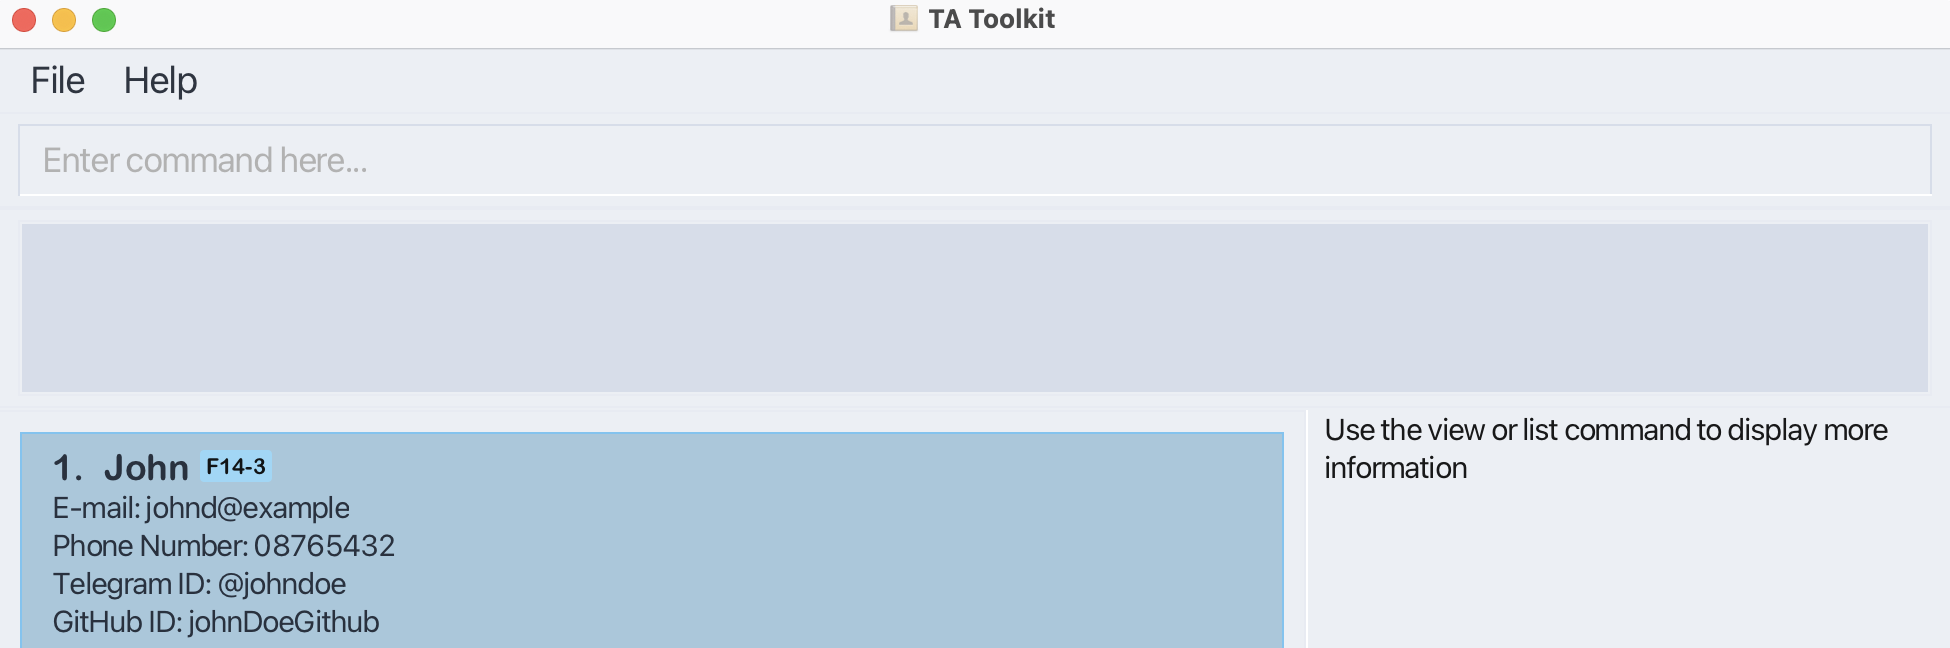 TA Toolkit
File Help
Enter command here...
1. John F14-3
E-mail: johnd@example
Phone Number: 08765432
Telegram ID: @johndoe
GitHub ID: johnDoeGithub
Use the view or list command to display more
information